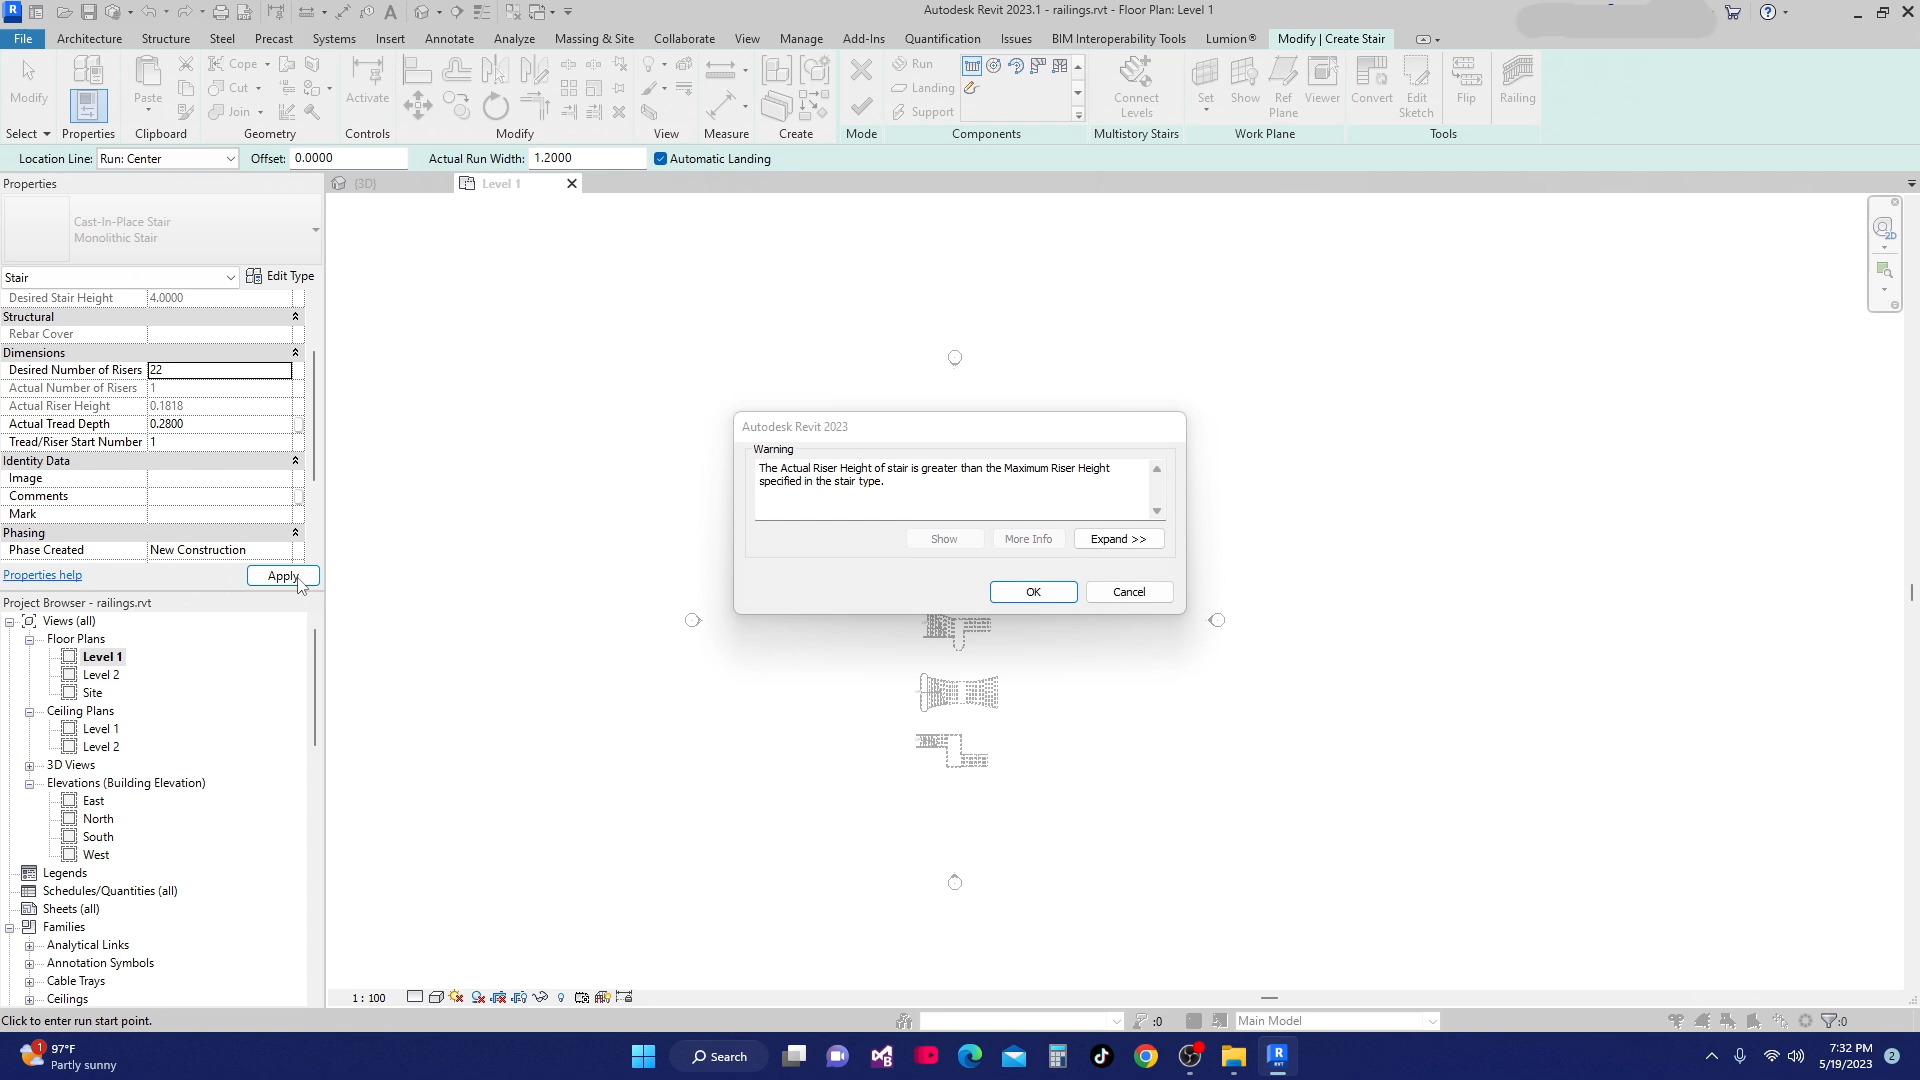 Autodesk Revit 2023.1 - railings.rvt - Floor Plan: Level 1
File Architecture Structure Steel Precast Systems Insert Annotate Analyze Massing & Site Collaborate View Manage Add-Ins Quantification Issues BIM Interoperability Tools Lumion® Modify | Create Stair
Modify Paste Cope Cut Join Activate Run Landing Support Connect Levels Set Show Ref Plane Viewer Convert Edit Sketch Flip Railing
Select Properties Clipboard Geometry Controls Modify View Measure Create Mode Components Multistory Stairs Work Plane Tools
Location Line: Run: Center Offset: 0.0000 Actual Run Width: 1.2000 Automatic Landing
Properties
(3D) Level 1
Cast-In-Place Stair
Monolithic Stair
Stair Edit Type
Desired Stair Height 4.0000
Structural
Rebar Cover
Dimensions
Desired Number of Risers 22
Actual Number of Risers 1
Actual Riser Height 0.1818
Actual Tread Depth 0.2800
Tread/Riser Start Number 1
Identity Data
Image
Comments
Mark
Phasing
Phase Created New Construction
Properties help Apply
Autodesk Revit 2023
Warning
The Actual Riser Height of stair is greater than the Maximum Riser Height
specified in the stair type.
Show More Info Expand >>
OK Cancel
2D
Project Browser - railings.rvt
Views (all)
Floor Plans
Level 1
Level 2
Site
Ceiling Plans
Level 1
Level 2
3D Views
Elevations (Building Elevation)
East
North
South
West
Legends
Schedules/Quantities (all)
Sheets (all)
Families
Analytical Links
Annotation Symbols
Cable Trays
Ceilings
1 : 100
Click to enter run start point. :0 Main Model :0
1 97°F
Partly sunny
Search
7:32 PM
5/19/2023
2